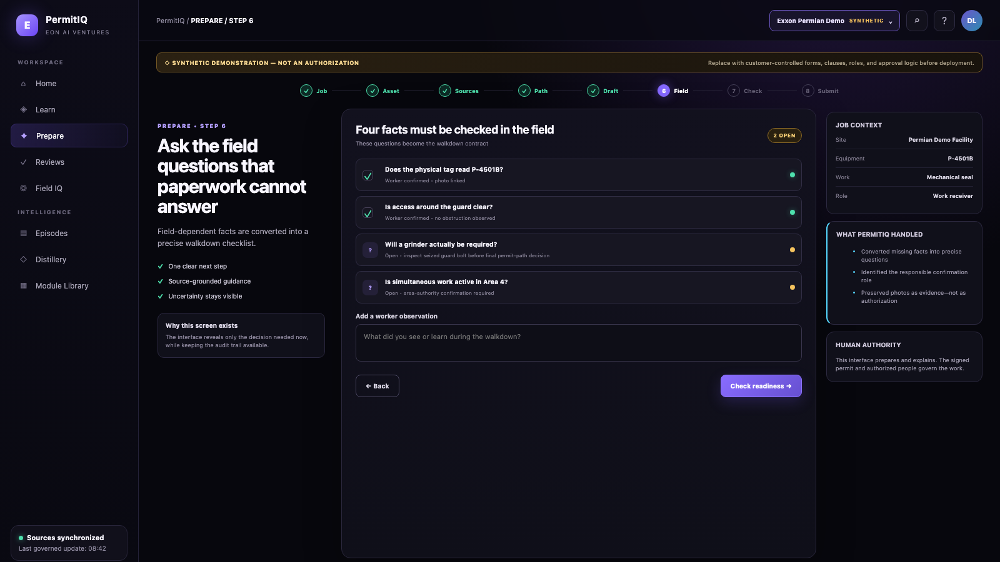 E
PermitIQ
EON AI VENTURES
WORKSPACE
Home
Learn
Prepare
Reviews
Field IQ
INTELLIGENCE
Episodes
Distillery
Module Library
Sources synchronized
Last governed update: 08:42
PermitIQ / PREPARE / STEP 6
Exxon Permian Demo SYNTHETIC
?
DL
◇ SYNTHETIC DEMONSTRATION — NOT AN AUTHORIZATION
Replace with customer-controlled forms, clauses, roles, and approval logic before deployment.
✓ Job
✓ Asset
✓ Sources
✓ Path
✓ Draft
6 Field
7 Check
8 Submit
PREPARE • STEP 6
Ask the field
questions that
paperwork cannot
answer
Field-dependent facts are converted into a
precise walkdown checklist.
✓ One clear next step
✓ Source-grounded guidance
✓ Uncertainty stays visible
Why this screen exists
The interface reveals only the decision needed now,
while keeping the audit trail available.
Four facts must be checked in the field
These questions become the walkdown contract
2 OPEN
Does the physical tag read P-4501B?
Worker confirmed • photo linked
Is access around the guard clear?
Worker confirmed • no obstruction observed
?
Will a grinder actually be required?
Open • inspect seized guard bolt before final permit-path decision
?
Is simultaneous work active in Area 4?
Open • area-authority confirmation required
Add a worker observation
What did you see or learn during the walkdown?
← Back
Check readiness →
JOB CONTEXT
Site Permian Demo Facility
Equipment P-4501B
Work Mechanical seal
Role Work receiver
WHAT PERMITIQ HANDLED
• Converted missing facts into precise
questions
• Identified the responsible confirmation
role
• Preserved photos as evidence—not as
authorization
HUMAN AUTHORITY
This interface prepares and explains. The signed
permit and authorized people govern the work.